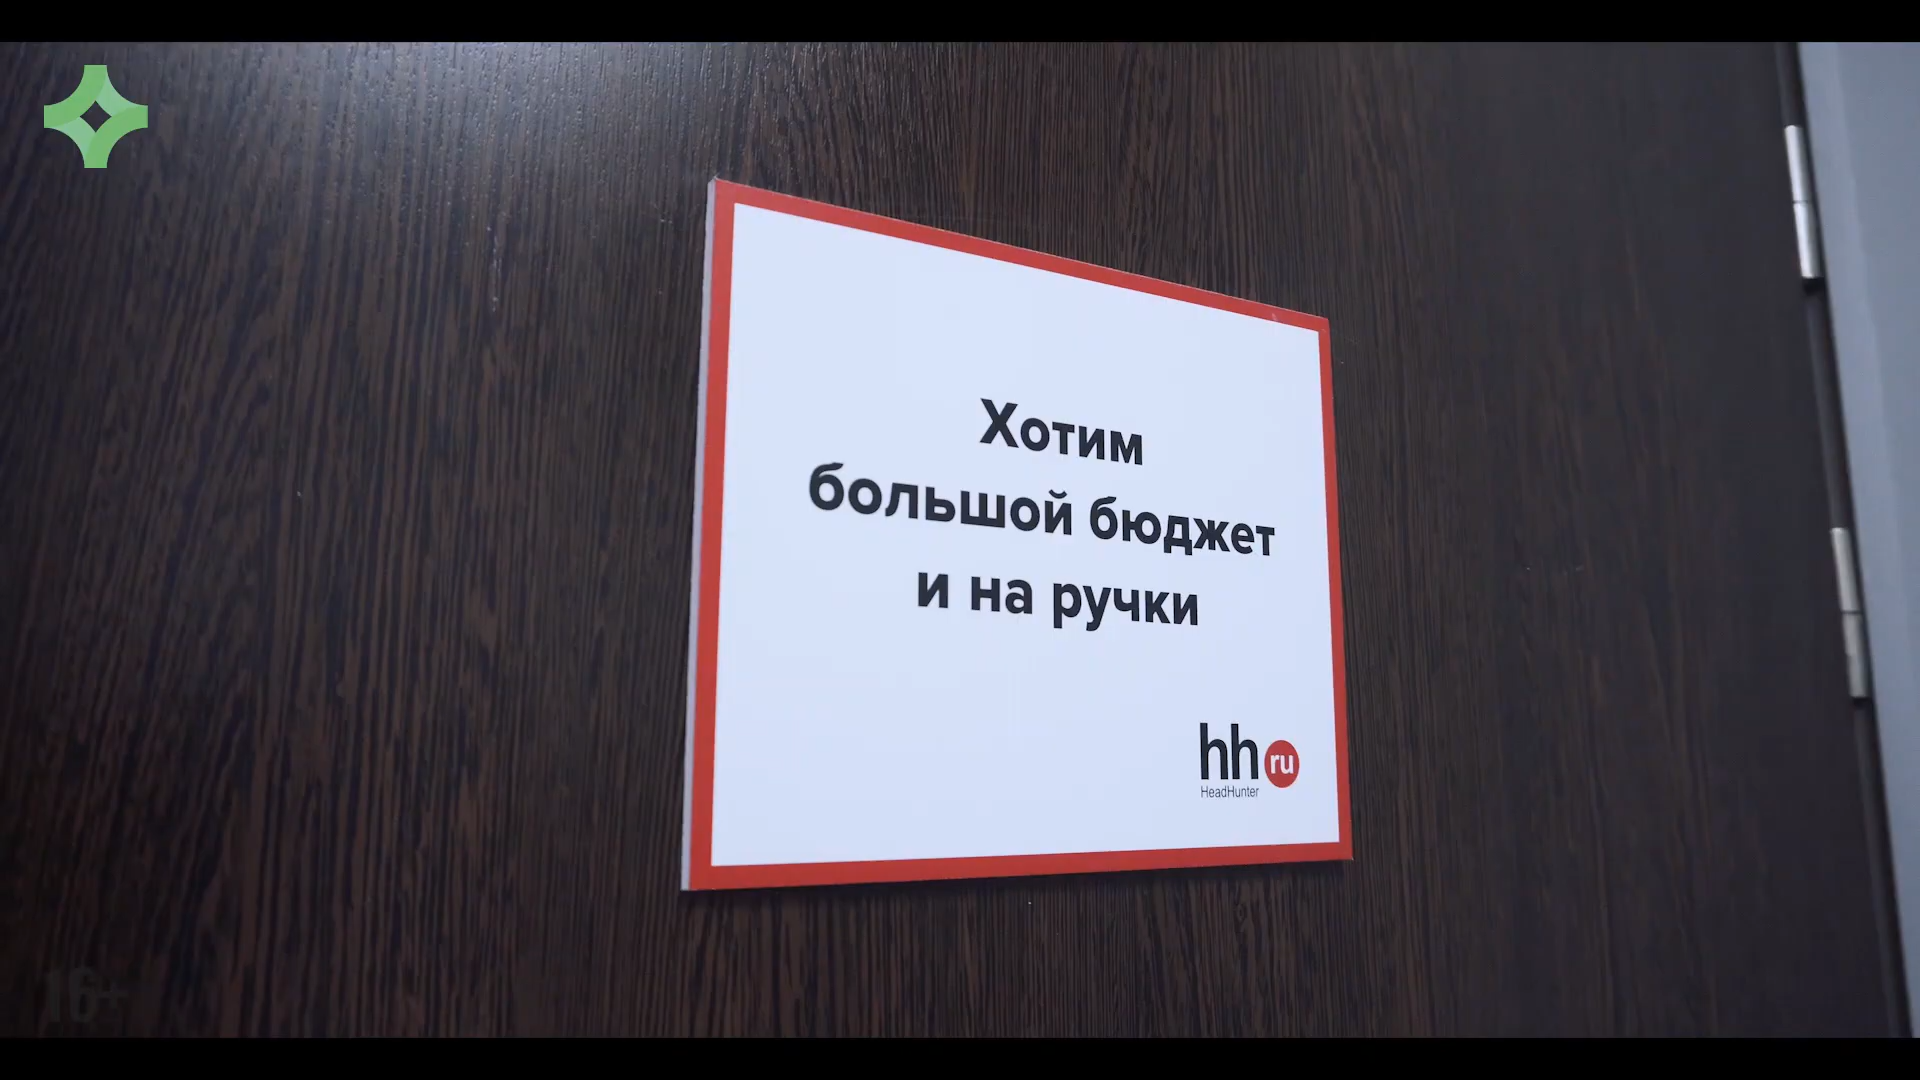 Хотим
большой бюджет
и на ручки
hh ru
HeadHunter
16+